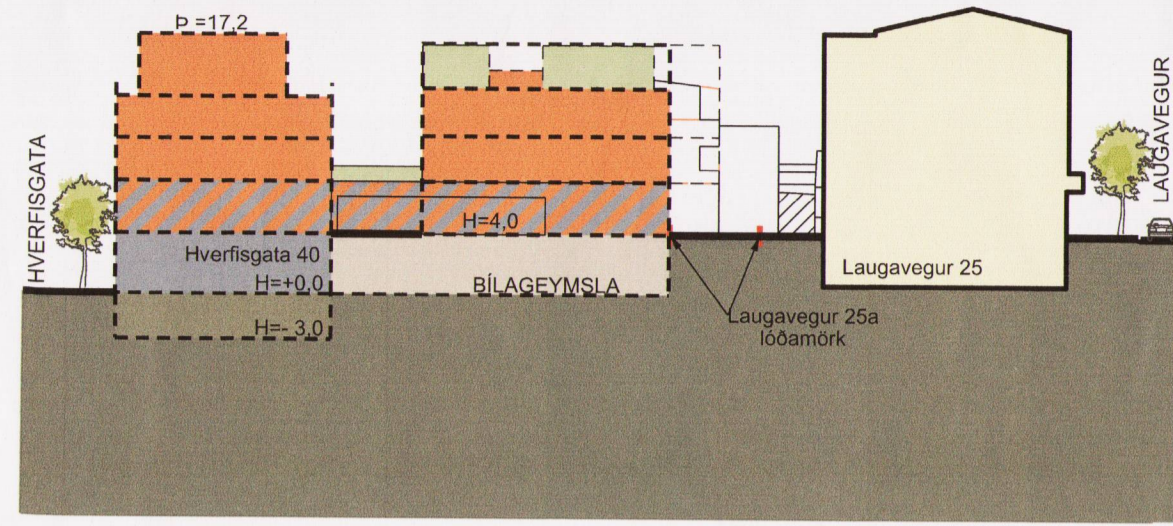 Þ =17,2
HVERFISGATA
Hverfisgata 40
H=+0,0
H=- 3,0
H=4,0
BÍLAGEYMSLA
Laugavegur 25a
lóðamörk
Laugavegur 25
LAUGAVEGUR